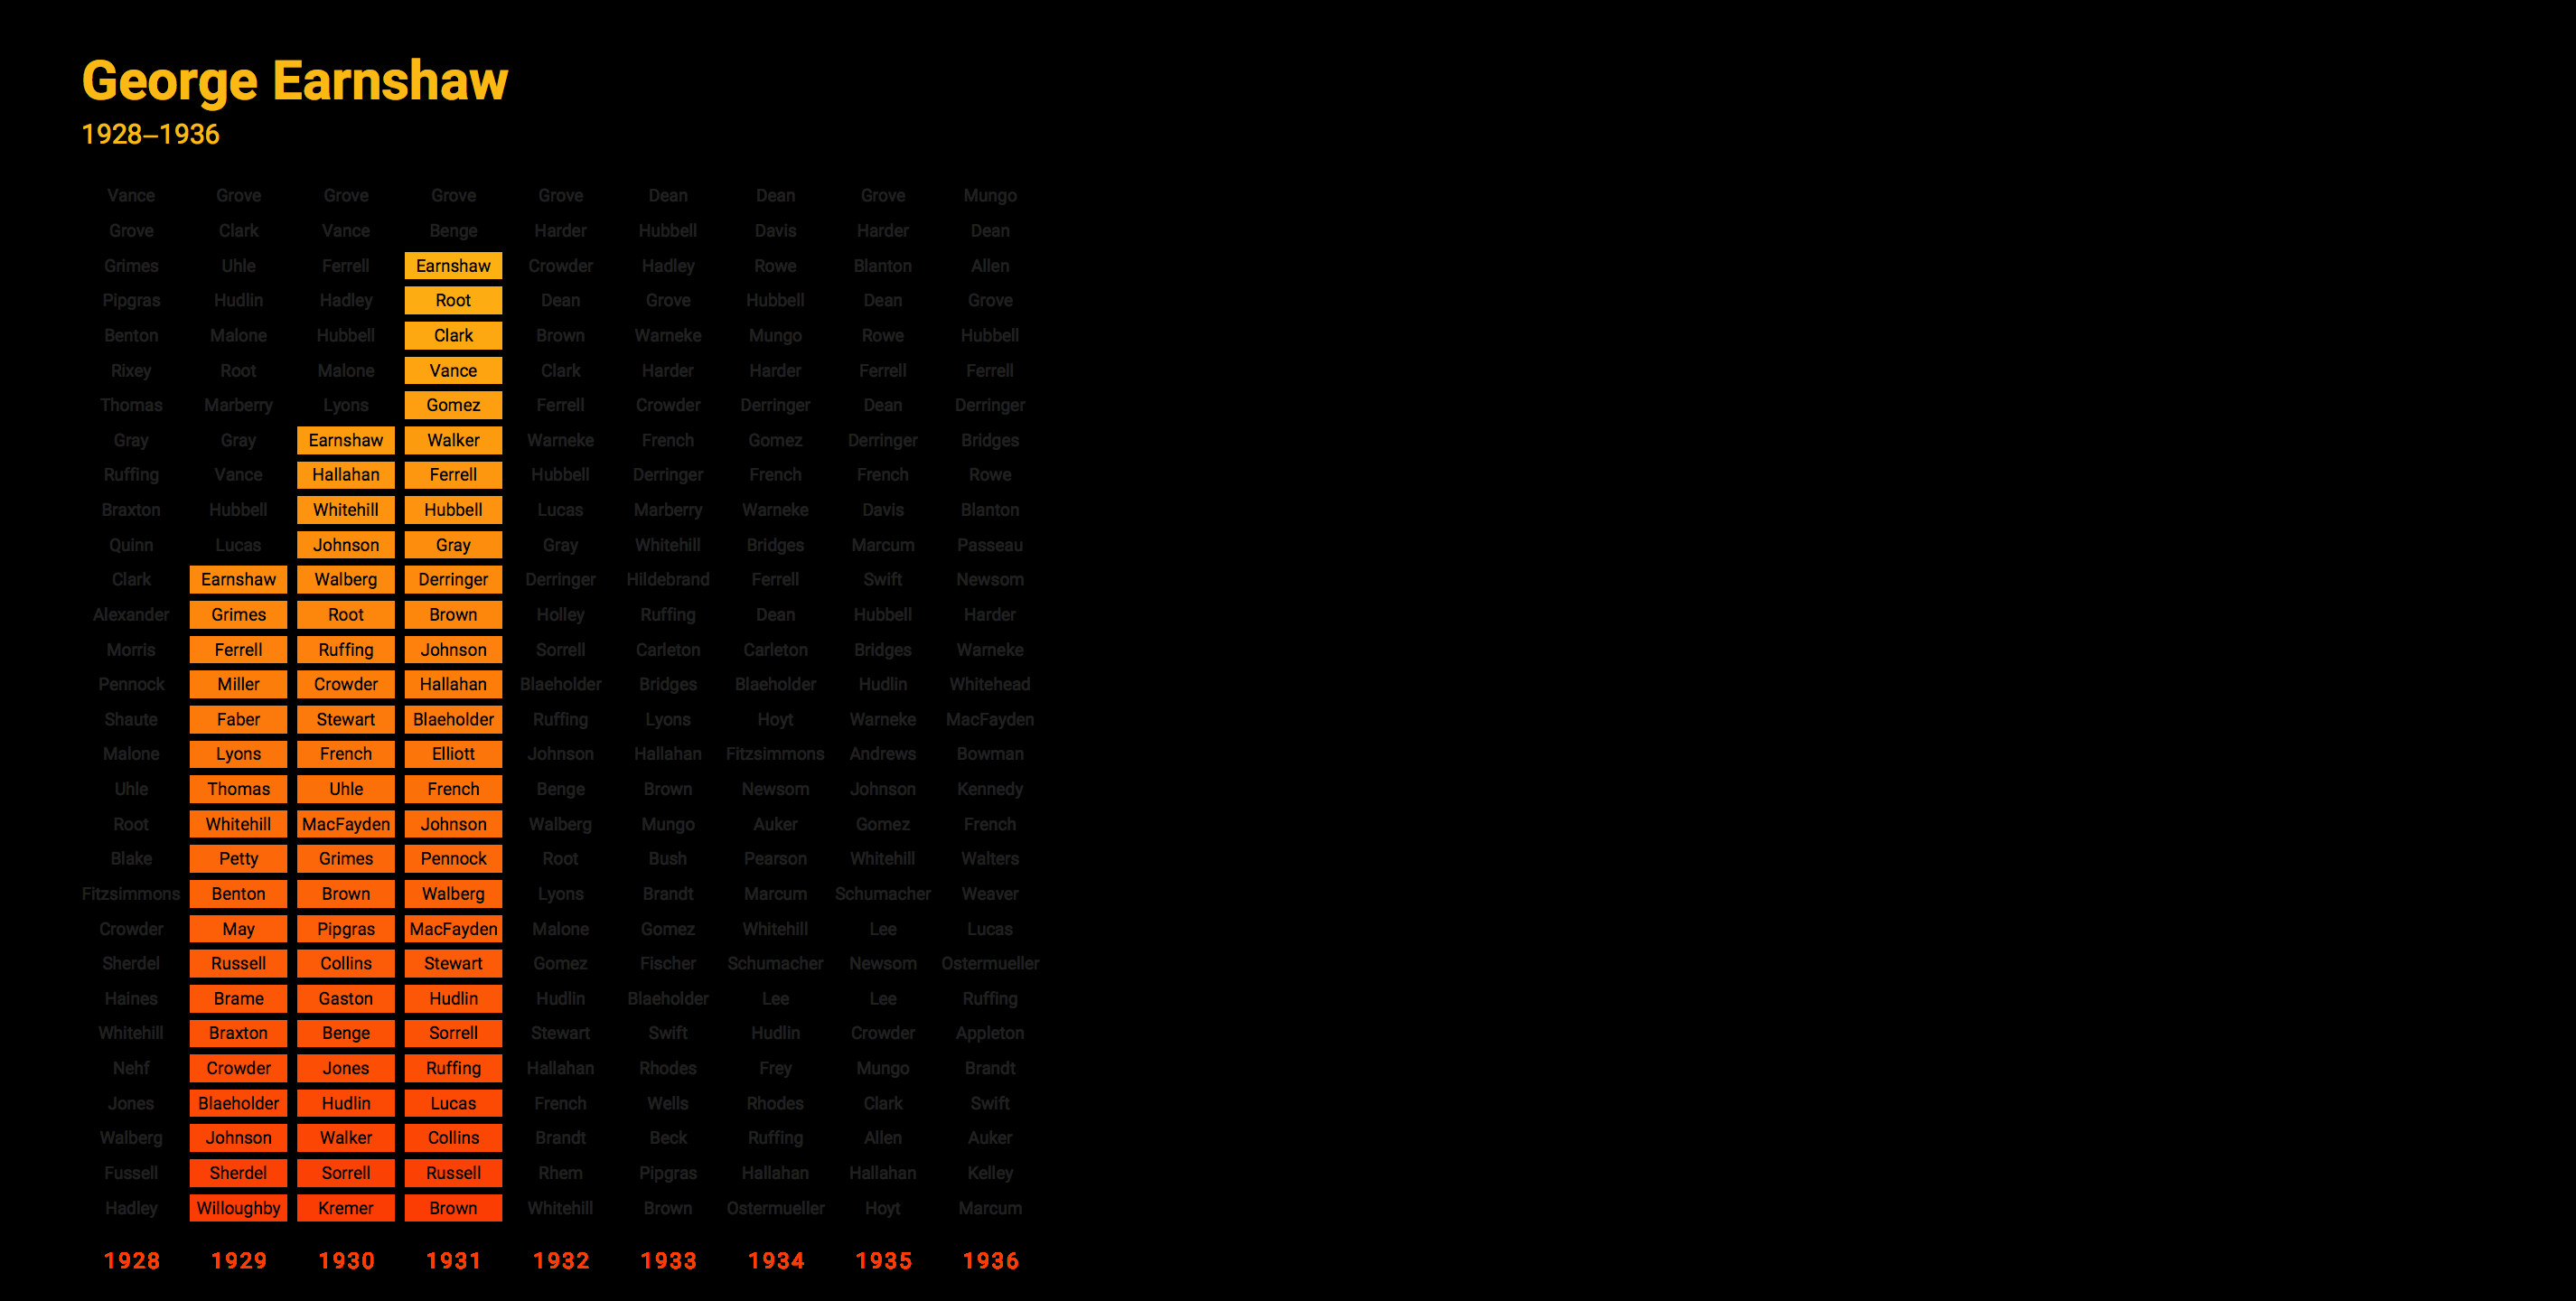 George Earnshaw
1928–1936
Vance Grove Grove Grove Grove Dean Dean Grove Mungo
Grove Clark Vance Benge Harder Hubbell Davis Harder Dean
Grimes Uhle Ferrell Earnshaw Crowder Hadley Rowe Blanton Allen
Pipgras Hudlin Hadley Root Dean Grove Hubbell Dean Grove
Benton Malone Hubbell Clark Brown Warneke Mungo Rowe Hubbell
Rixey Root Malone Vance Clark Harder Harder Ferrell Ferrell
Thomas Marberry Lyons Gomez Ferrell Crowder Derringer Dean Derringer
Gray Gray Earnshaw Walker Warneke French Gomez Derringer Bridges
Ruffing Vance Hallahan Ferrell Hubbell Derringer French French Rowe
Braxton Hubbell Whitehill Hubbell Lucas Marberry Warneke Davis Blanton
Quinn Lucas Johnson Gray Gray Whitehill Bridges Marcum Passeau
Clark Earnshaw Walberg Derringer Derringer Hildebrand Ferrell Swift Newsom
Alexander Grimes Root Brown Holley Ruffing Dean Hubbell Harder
Morris Ferrell Ruffing Johnson Sorrell Carleton Carleton Bridges Warneke
Pennock Miller Crowder Hallahan Blaeholder Bridges Blaeholder Hudlin Whitehead
Shaute Faber Stewart Blaeholder Ruffing Lyons Hoyt Warneke MacFayden
Malone Lyons French Elliott Johnson Hallahan Fitzsimmons Andrews Bowman
Uhle Thomas Uhle French Benge Brown Newsom Johnson Kennedy
Root Whitehill MacFayden Johnson Walberg Mungo Auker Gomez French
Blake Petty Grimes Pennock Root Bush Pearson Whitehill Walters
Fitzsimmons Benton Brown Walberg Lyons Brandt Marcum Schumacher Weaver
Crowder May Pipgras MacFayden Malone Gomez Whitehill Lee Lucas
Sherdel Russell Collins Stewart Gomez Fischer Schumacher Newsom Ostermueller
Haines Brame Gaston Hudlin Hudlin Blaeholder Lee Lee Ruffing
Whitehill Braxton Benge Sorrell Stewart Swift Hudlin Crowder Appleton
Nehf Crowder Jones Ruffing Hallahan Rhodes Frey Mungo Brandt
Jones Blaeholder Hudlin Lucas French Wells Rhodes Clark Swift
Walberg Johnson Walker Collins Brandt Beck Ruffing Allen Auker
Fussell Sherdel Sorrell Russell Rhem Pipgras Hallahan Hallahan Kelley
Hadley Willoughby Kremer Brown Whitehill Brown Ostermueller Hoyt Marcum
1928 1929 1930 1931 1932 1933 1934 1935 1936